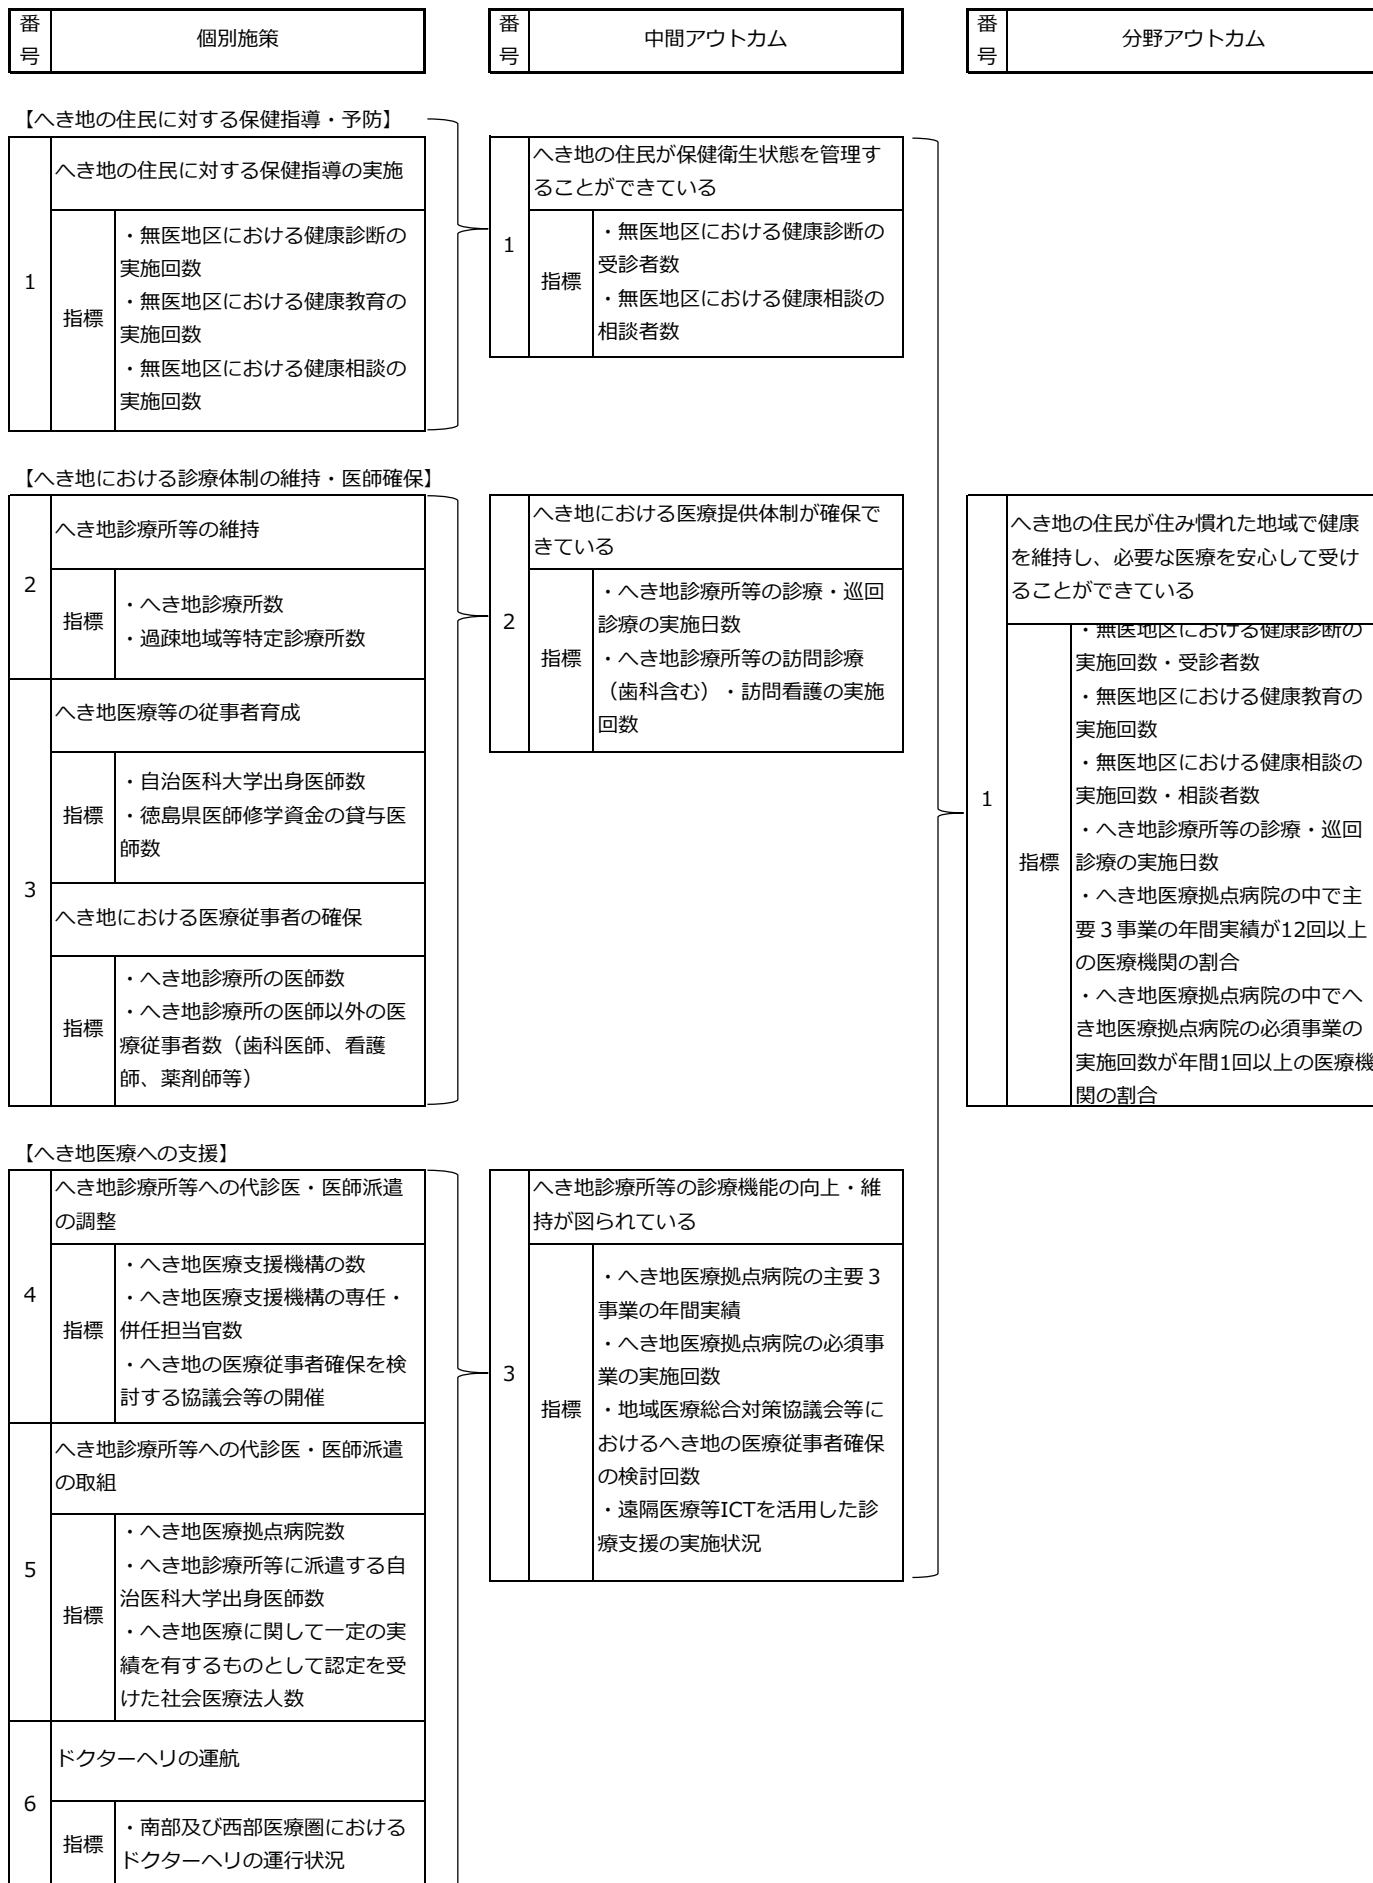 番号
個別施策
番号
中間アウトカム
番号
分野アウトカム
【へき地の住民に対する保健指導・予防】
1
へき地の住民に対する保健指導の実施
指標
・無医地区における健康診断の
実施回数
・無医地区における健康教育の
実施回数
・無医地区における健康相談の
実施回数
1
へき地の住民が保健衛生状態を管理す
ることができている
指標
・無医地区における健康診断の
受診者数
・無医地区における健康相談の
相談者数
【へき地における診療体制の維持・医師確保】
2
へき地診療所等の維持
指標
・へき地診療所数
・過疎地域等特定診療所数
3
へき地医療等の従事者育成
指標
・自治医科大学出身医師数
・徳島県医師修学資金の貸与医
師数
へき地における医療従事者の確保
指標
・へき地診療所の医師数
・へき地診療所の医師以外の医
療従事者数（歯科医師、看護
師、薬剤師等）
2
へき地における医療提供体制が確保で
きている
指標
・へき地診療所等の診療・巡回
診療の実施日数
・へき地診療所等の訪問診療
（歯科含む）・訪問看護の実施
回数
1
へき地の住民が住み慣れた地域で健康
を維持し、必要な医療を安心して受け
ることができている
指標
・無医地区における健康診断の
実施回数・受診者数
・無医地区における健康教育の
実施回数
・無医地区における健康相談の
実施回数・相談者数
・へき地診療所等の診療・巡回
診療の実施日数
・へき地医療拠点病院の中で主
要３事業の年間実績が12回以上
の医療機関の割合
・へき地医療拠点病院の中でへ
き地医療拠点病院の必須事業の
実施回数が年間1回以上の医療機
関の割合
【へき地医療への支援】
4
へき地診療所等への代診医・医師派遣
の調整
指標
・へき地医療支援機構の数
・へき地医療支援機構の専任・
併任担当官数
・へき地の医療従事者確保を検
討する協議会等の開催
5
へき地診療所等への代診医・医師派遣
の取組
指標
・へき地医療拠点病院数
・へき地診療所等に派遣する自
治医科大学出身医師数
・へき地医療に関して一定の実
績を有するものとして認定を受
けた社会医療法人数
6
ドクターヘリの運航
指標
・南部及び西部医療圏における
ドクターヘリの運行状況
3
へき地診療所等の診療機能の向上・維
持が図られている
指標
・へき地医療拠点病院の主要３
事業の年間実績
・へき地医療拠点病院の必須事
業の実施回数
・地域医療総合対策協議会等に
おけるへき地の医療従事者確保
の検討回数
・遠隔医療等ICTを活用した診
療支援の実施状況